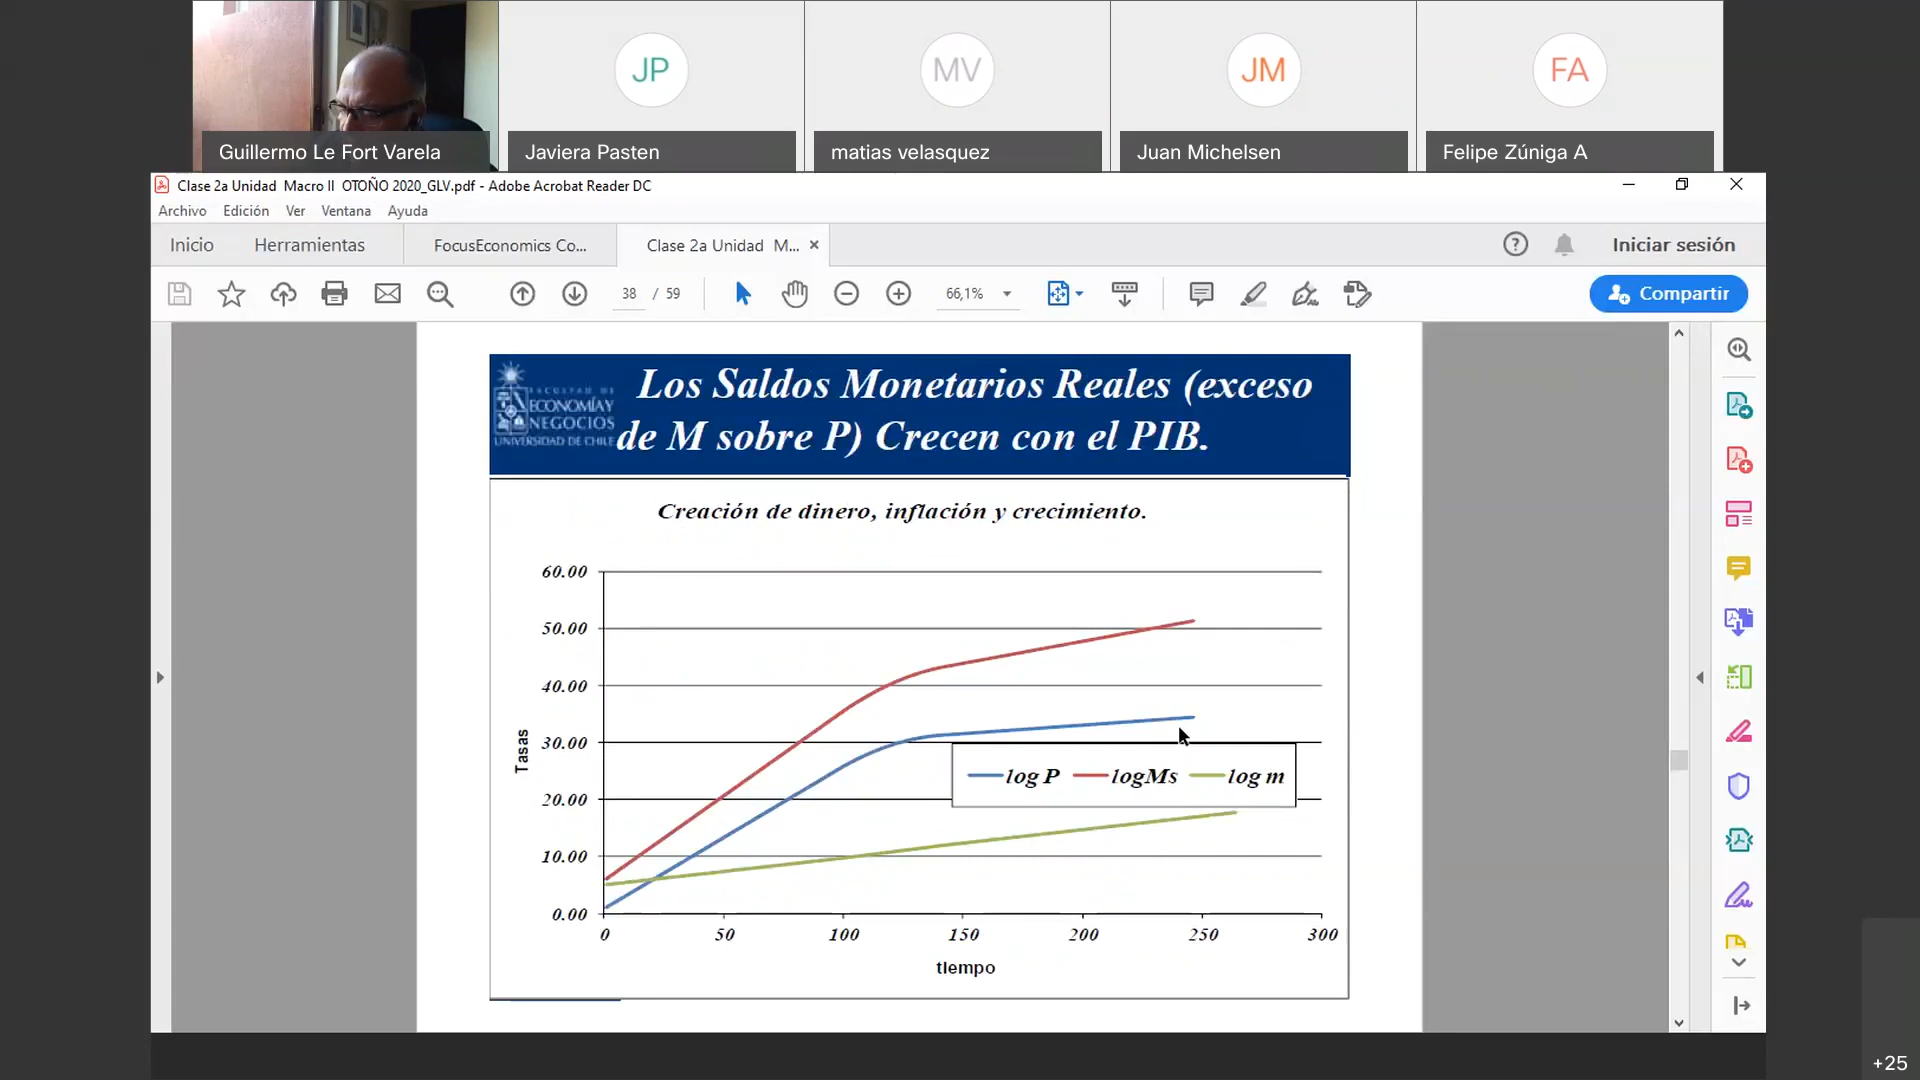 JP
MV
JM
FA
Guillermo Le Fort Varela
Javiera Pasten
matias velasquez
Juan Michelsen
Felipe Zúniga A
Clase 2a Unidad Macro II OTOÑO 2020_GLV.pdf - Adobe Acrobat Reader DC
Archivo Edición Ver Ventana Ayuda
Inicio Herramientas FocusEconomics Co... Clase 2a Unidad M... Iniciar sesión
38 / 59 66,1% Compartir
FACULTAD DE
ECONOMÍA Y
NEGOCIOS
UNIVERSIDAD DE CHILE
Los Saldos Monetarios Reales (exceso
de M sobre P) Crecen con el PIB.
Creación de dinero, inflación y crecimiento.
60.00
50.00
40.00
30.00
20.00
10.00
0.00
Tasas
log P logMs log m
0 50 100 150 200 250 300
tiempo
+25